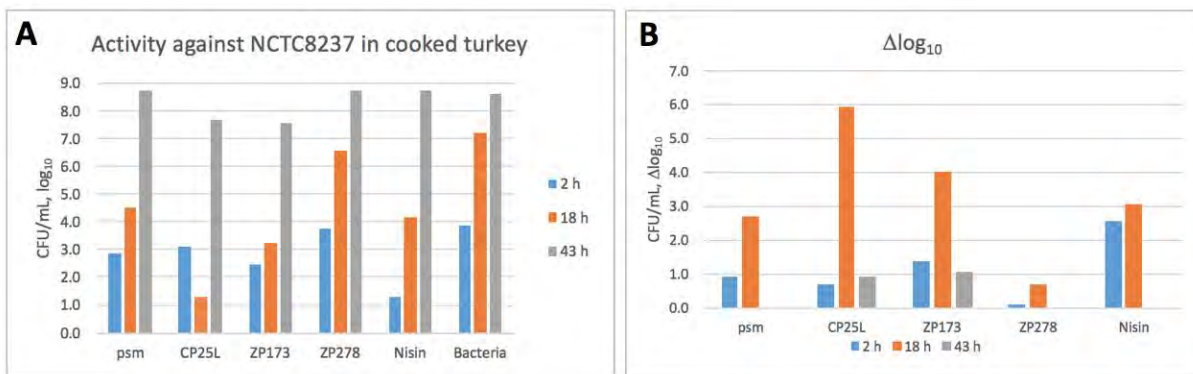 A
Activity against NCTC8237 in cooked turkey
CFU/mL, log₁₀
9.0
8.0
7.0
6.0
5.0
4.0
3.0
2.0
1.0
0.0
psm CP25L ZP173 ZP278 Nisin Bacteria
2 h
18 h
43 h
B
Δlog₁₀
CFU/mL, Δlog₁₀
7.0
6.0
5.0
4.0
3.0
2.0
1.0
0.0
psm CP25L ZP173 ZP278 Nisin
2 h 18 h 43 h